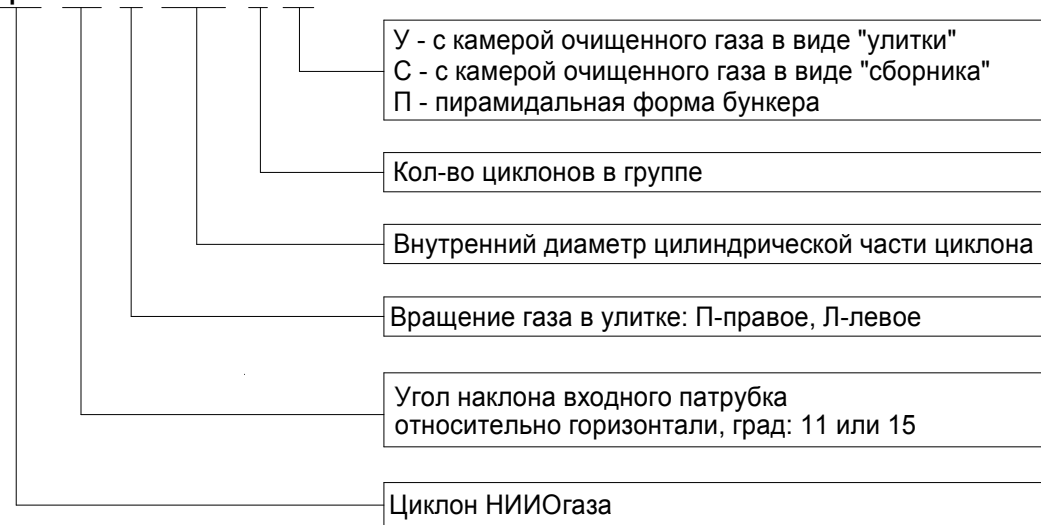 У - с камерой очищенного газа в виде "улитки"
С - с камерой очищенного газа в виде "сборника"
П - пирамидальная форма бункера
Кол-во циклонов в группе
Внутренний диаметр цилиндрической части циклона
Вращение газа в улитке: П-правое, Л-левое
Угол наклона входного патрубка
относительно горизонтали, град: 11 или 15
Циклон НИИОгаза